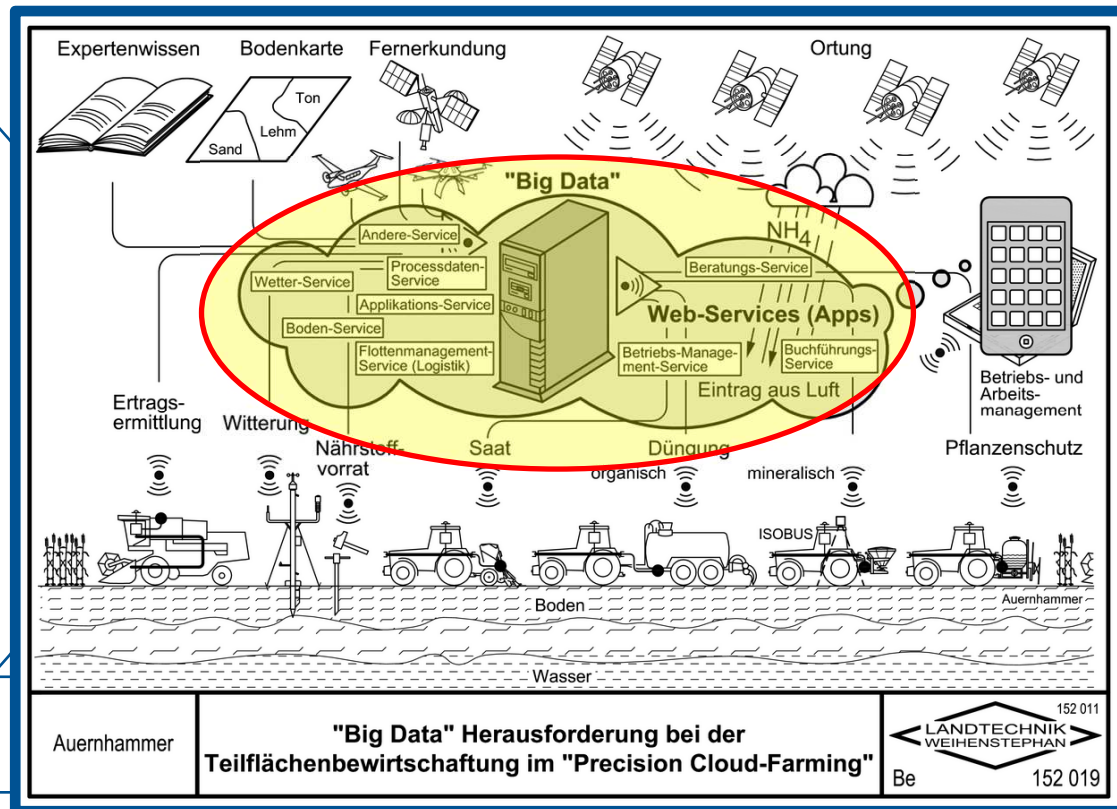 Expertenwissen
Bodenkarte
Fernerkundung
Ortung
Ton
Lehm
Sand
"Big Data"
NH4
Andere-Service
Processdaten-
Service
Wetter-Service
Applikations-Service
Boden-Service
Flottenmanagement-
Service (Logistik)
Beratungs-Service
Web-Services (Apps)
Betriebs-Manage-
ment-Service
Buchführungs-
Service
Eintrag aus Luft
Betriebs- und
Arbeits-
management
Ertrags-
ermittlung
Witterung
Nährstoff-
vorrat
Saat
Düngung
organisch
mineralisch
Pflanzenschutz
ISOBUS
Boden
Auernhammer
Wasser
Auernhammer
"Big Data" Herausforderung bei der
Teilflächenbewirtschaftung im "Precision Cloud-Farming"
152 011
LANDTECHNIK
WEIHENSTEPHAN
Be
152 019